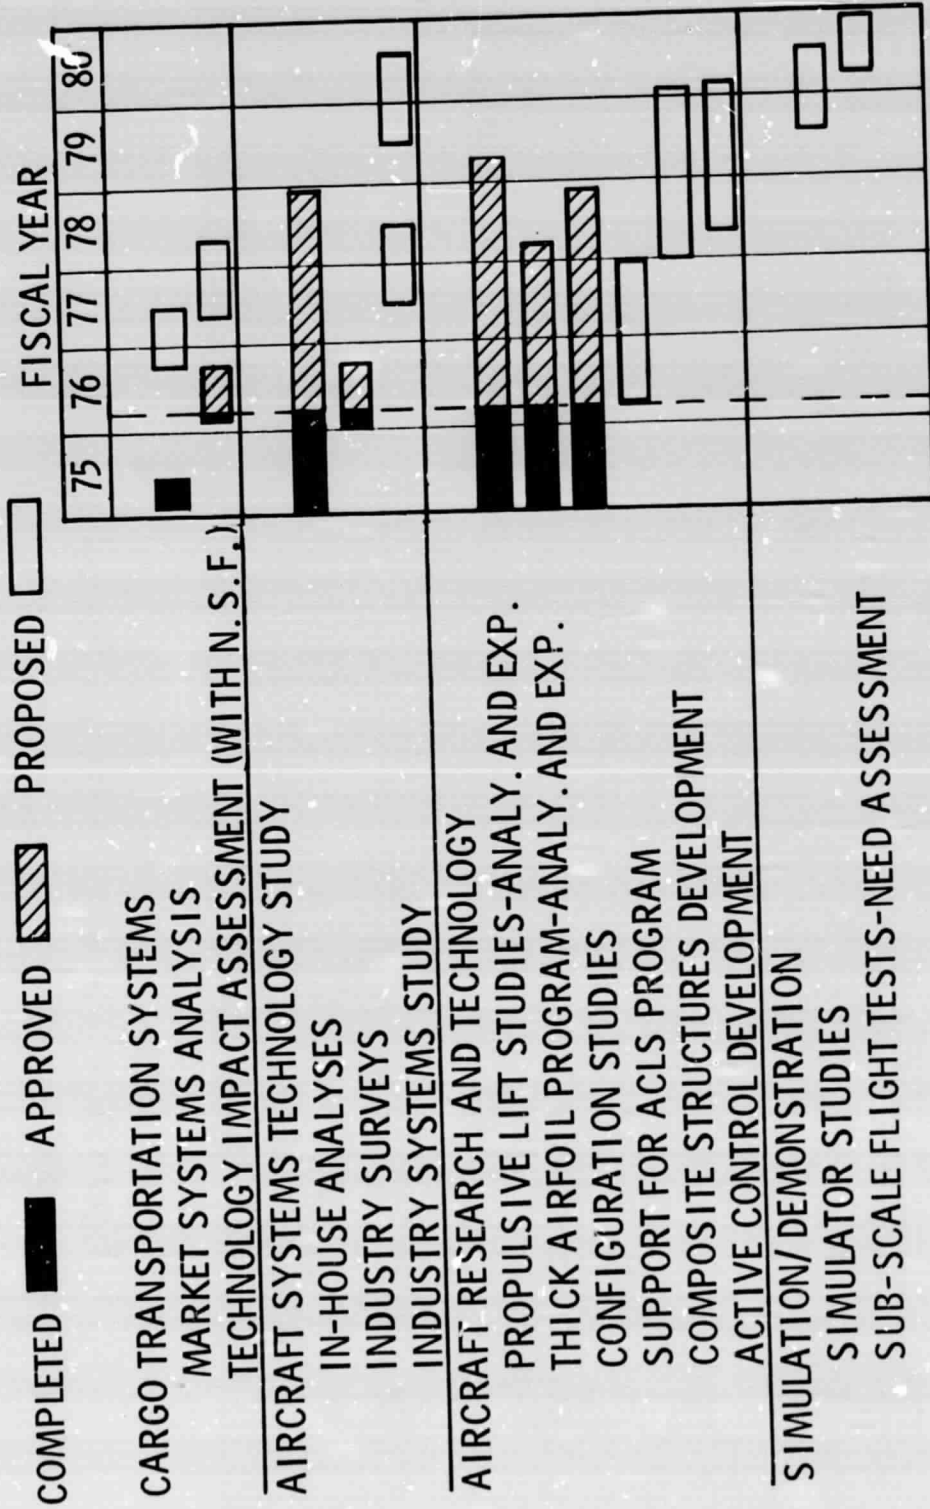 COMPLETED APPROVED PROPOSED
FISCAL YEAR
75 76 77 78 79 80
CARGO TRANSPORTATION SYSTEMS
MARKET SYSTEMS ANALYSIS
TECHNOLOGY IMPACT ASSESSMENT (WITH N. S. F.)
AIRCRAFT SYSTEMS TECHNOLOGY STUDY
IN-HOUSE ANALYSES
INDUSTRY SURVEYS
INDUSTRY SYSTEMS STUDY
AIRCRAFT RESEARCH AND TECHNOLOGY
PROPULSIVE LIFT STUDIES-ANALY. AND EXP.
THICK AIRFOIL PROGRAM-ANALY. AND EXP.
CONFIGURATION STUDIES
SUPPORT FOR ACLS PROGRAM
COMPOSITE STRUCTURES DEVELOPMENT
ACTIVE CONTROL DEVELOPMENT
SIMULATION/DEMONSTRATION
SIMULATOR STUDIES
SUB-SCALE FLIGHT TESTS-NEED ASSESSMENT